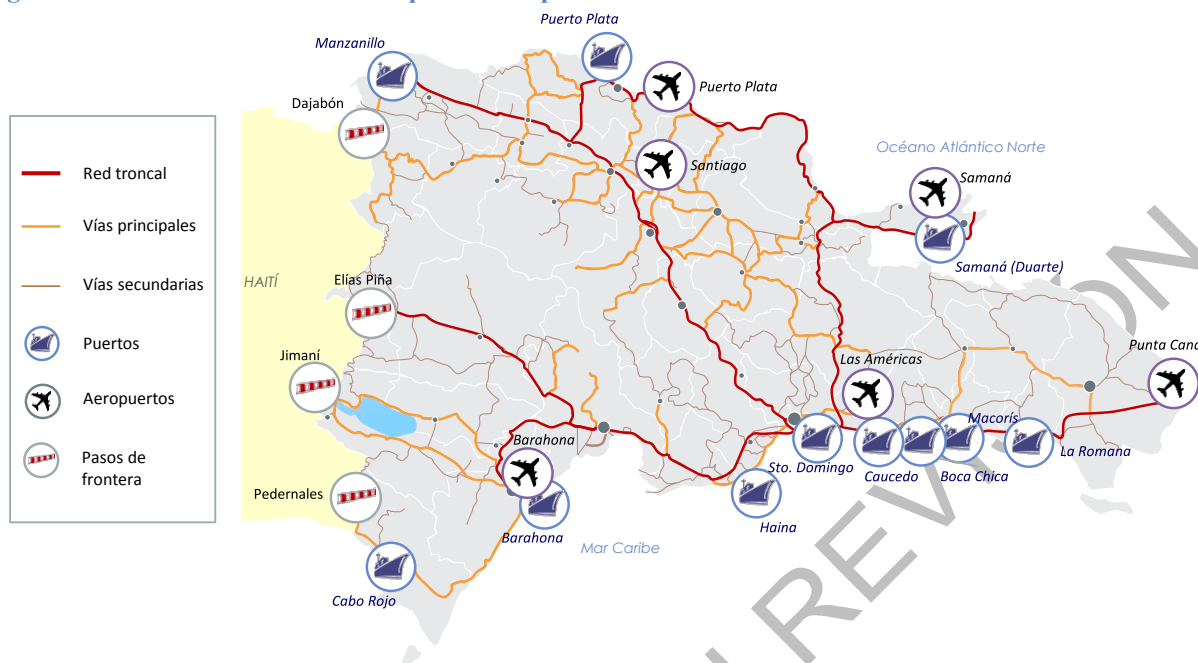 Puerto Plata
Manzanillo
Puerto Plata
Dajabón
Océano Atlántico Norte
Santiago
Samaná
Red troncal
Vías principales
Samaná (Duarte)
Elías Piña
HAITÍ
Vías secundarias
Puertos
Jimaní
Las Américas
Punta Cana
Aeropuertos
Macorís
Barahona
La Romana
Pasos de
frontera
Sto. Domingo
Caucedo
Boca Chica
Pedernales
Haina
Barahona
Mar Caribe
Cabo Rojo